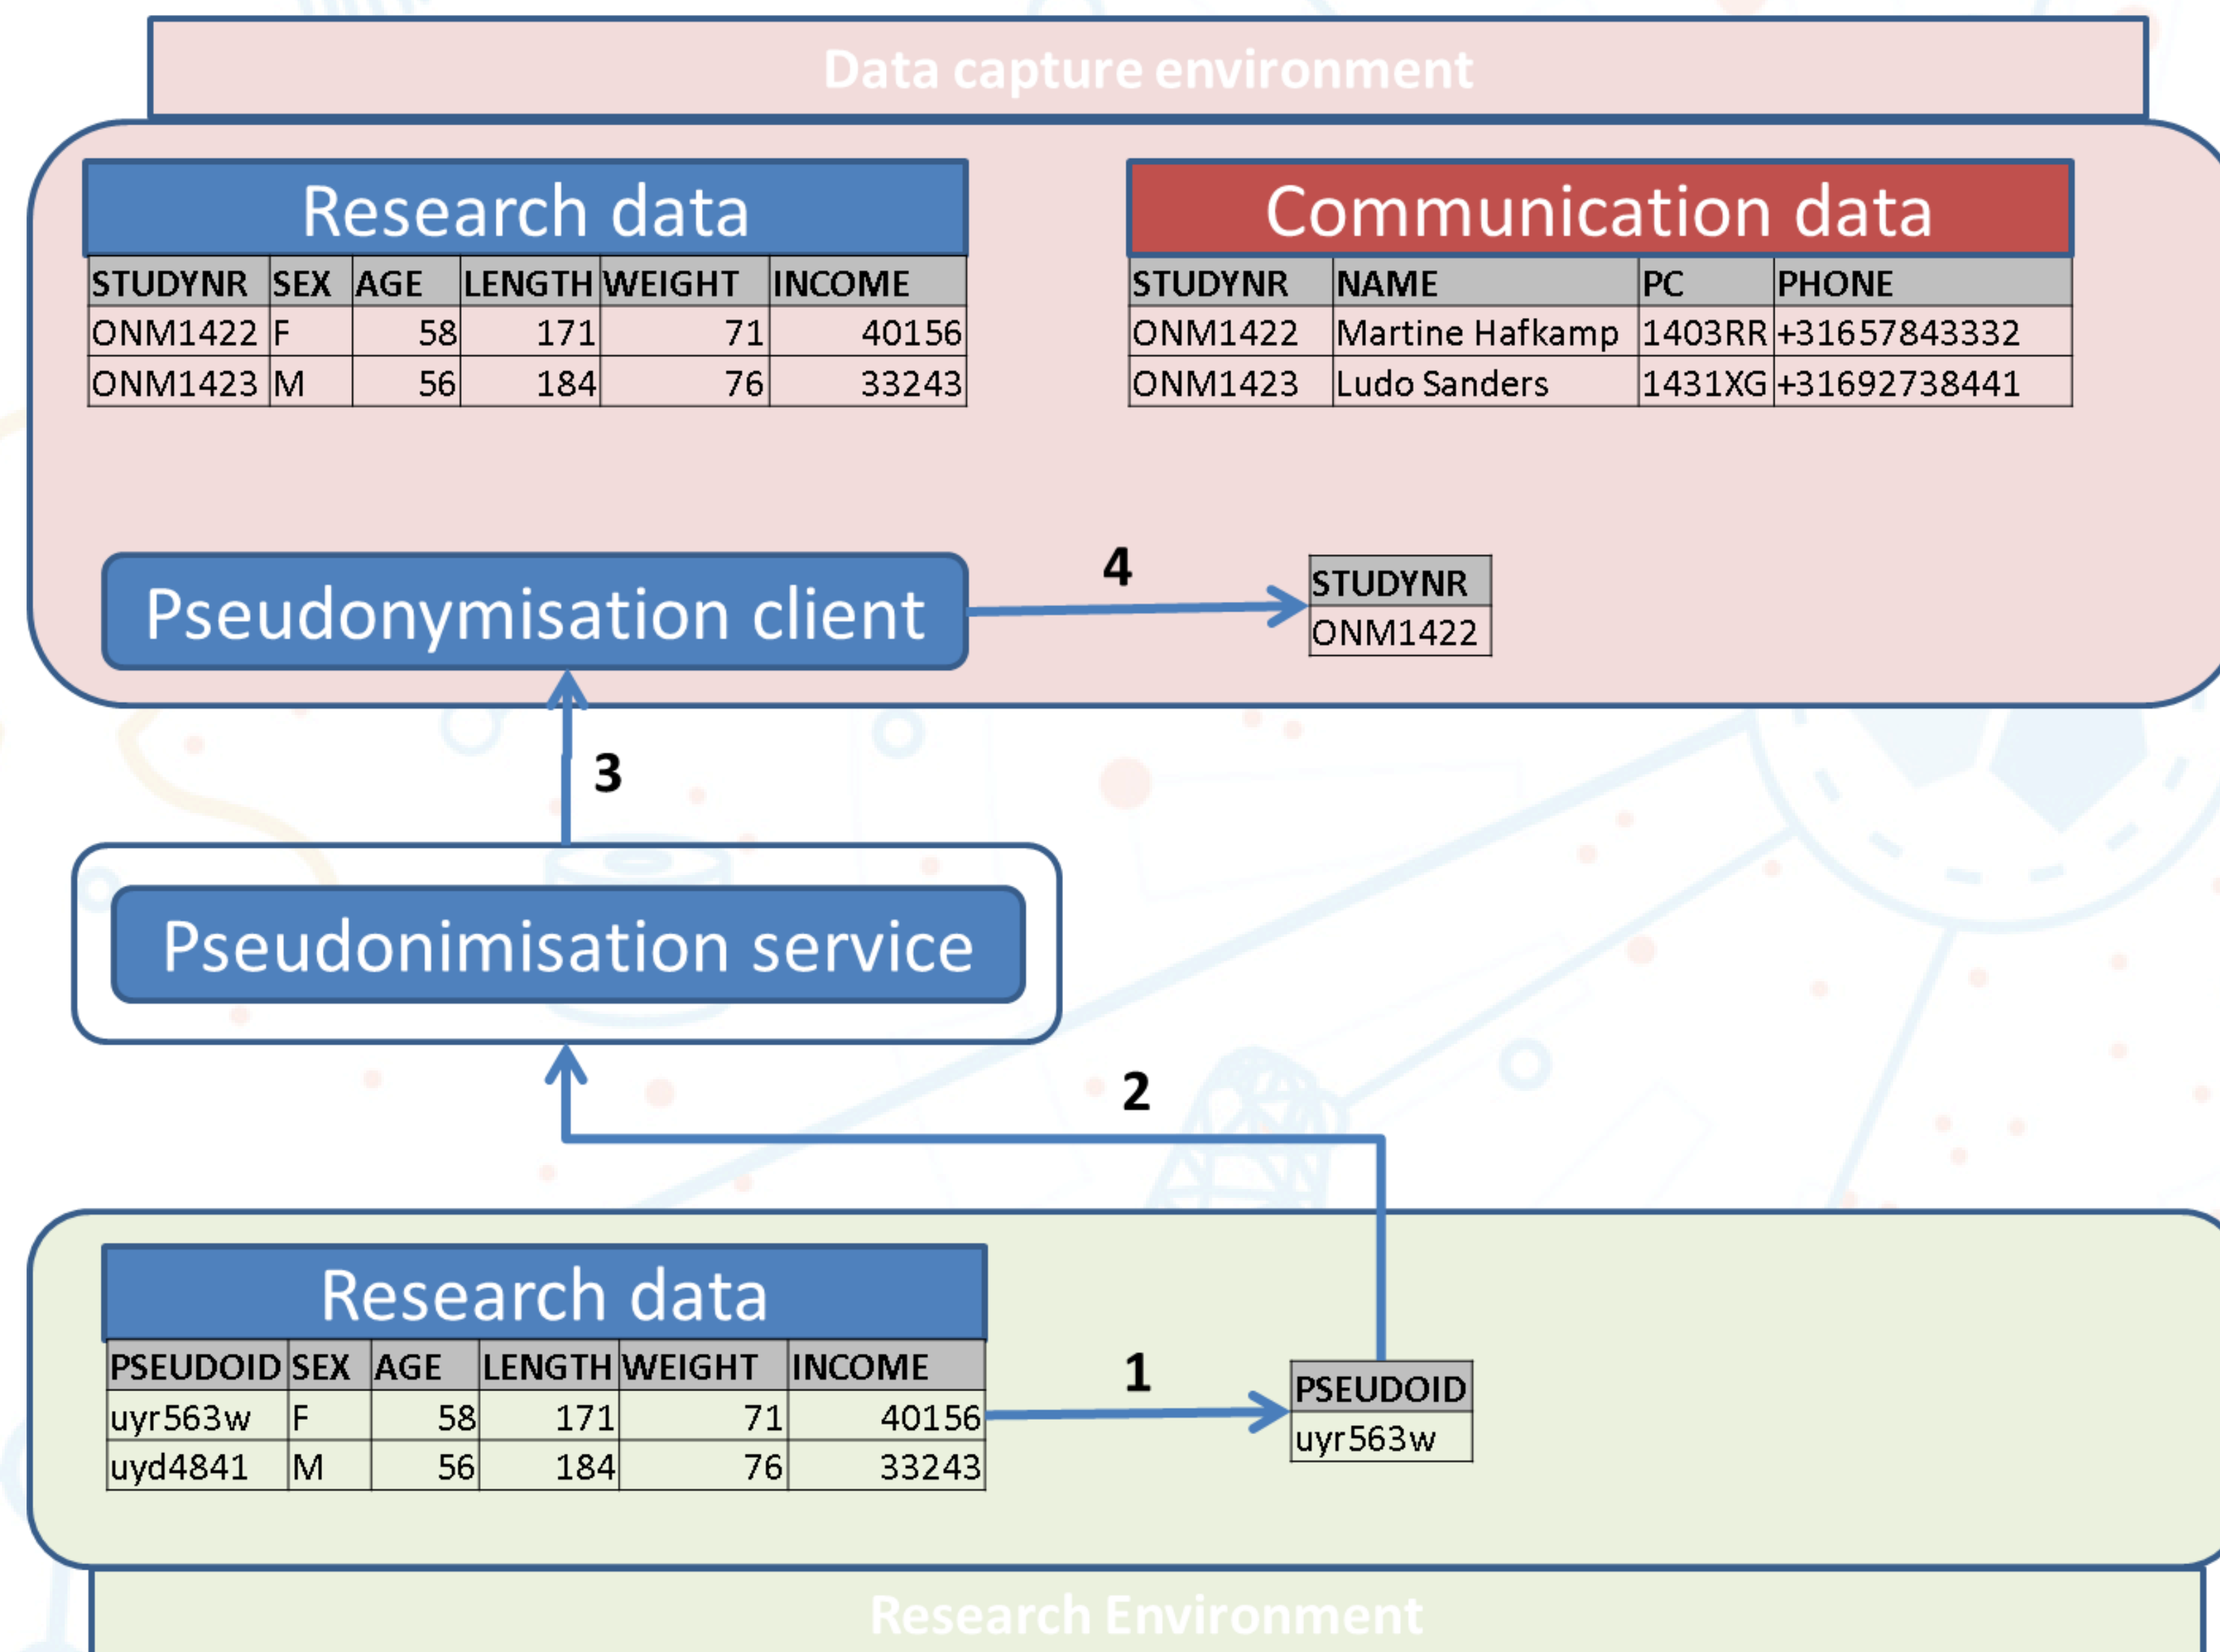 Data capture environment
Research data
STUDYNR SEX AGE LENGTH WEIGHT INCOME
ONM1422 F 58 171 71 40156
ONM1423 M 56 184 76 33243
Communication data
STUDYNR NAME PC PHONE
ONM1422 Martine Hafkamp 1403RR +31657843332
ONM1423 Ludo Sanders 1431XG +31692738441
Pseudonymisation client
4
STUDYNR
ONM1422
3
Pseudonimisation service
2
Research data
PSEUDOID SEX AGE LENGTH WEIGHT INCOME
uyr563w F 58 171 71 40156
uyd4841 M 56 184 76 33243
1
PSEUDOID
uyr563w
Research Environment